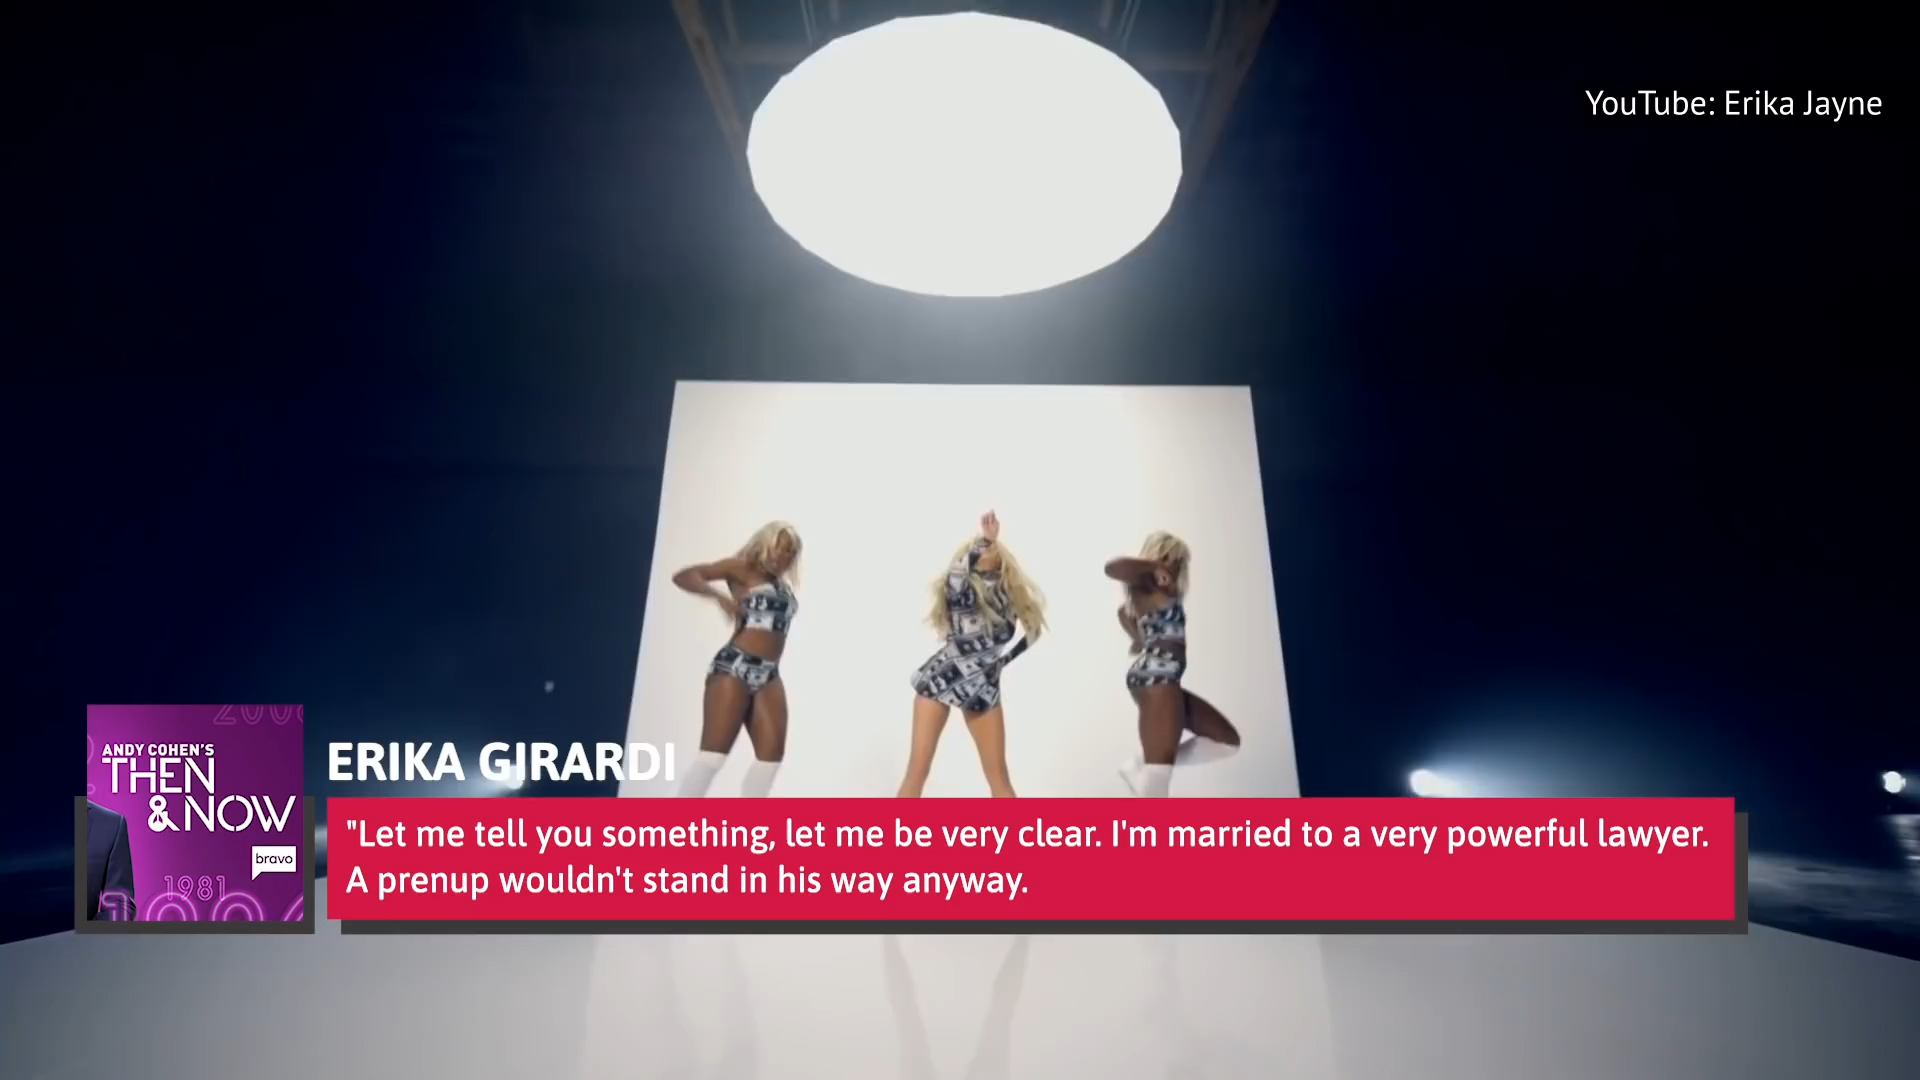 YouTube: Erika Jayne
2008
ANDY COHEN'S
THEN
& NOW
bravo
1981
ERIKA GIRARDI
"Let me tell you something, let me be very clear. I'm married to a very powerful lawyer.
A prenup wouldn't stand in his way anyway.